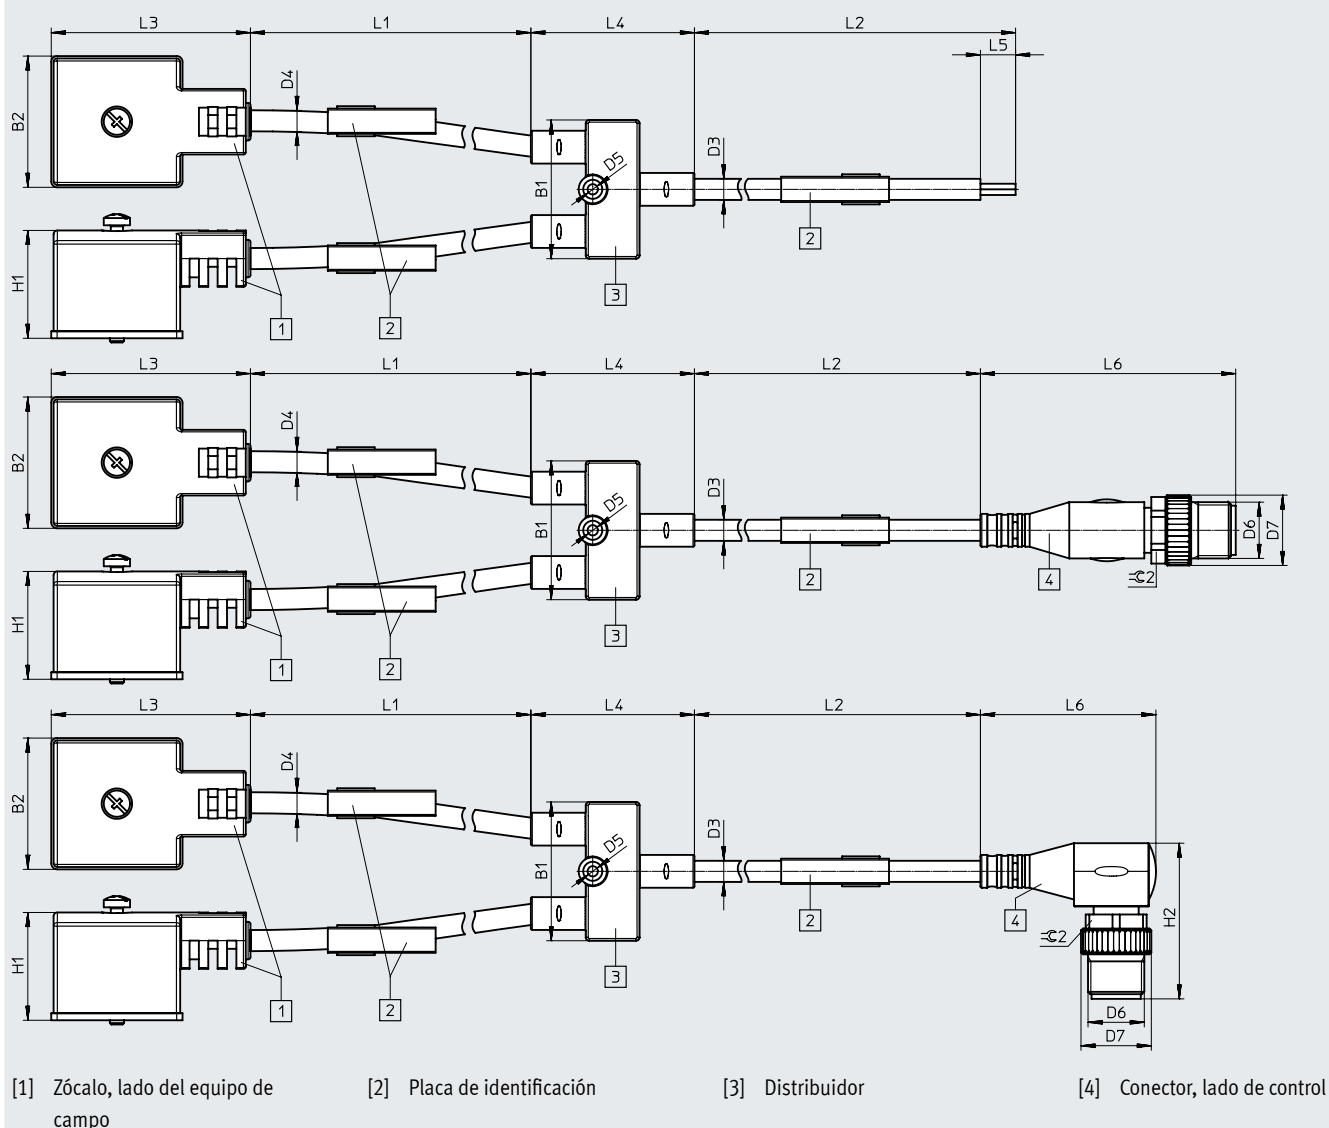 L3 L1 L4 L2
L5
B2 D4 B1 D5 D3
2
H1
1 2 3
L3 L1 L4 L2 L6
B2 D4 B1 D5 D3 D6 D7
2 4 2
H1
1 2 3
L3 L1 L4 L2 L6
B2 D4 B1 D5 D3
2 4 2 H2
H1
1 2 3
D6
D7
[1] Zócalo, lado del equipo de campo
[2] Placa de identificación
[3] Distribuidor
[4] Conector, lado de control